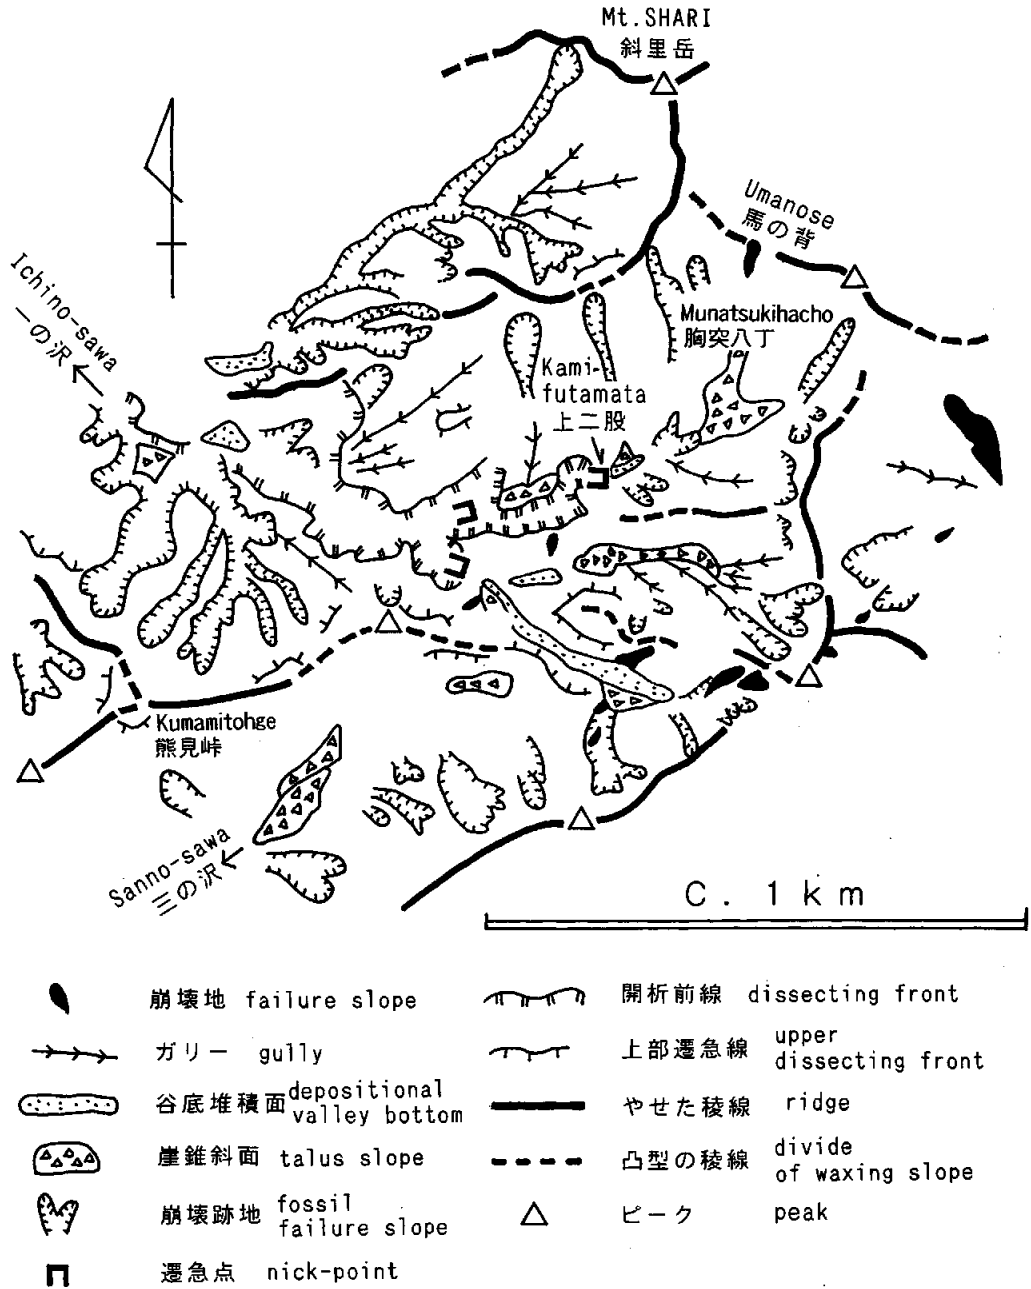 Mt.SHARI
斜里岳
Umanose
馬の背
Ichino-sawa
一の沢
Munatsukihacho
胸突八丁
Kami-
futamata
上二股
Kumamitohge
熊見峠
Sanno-sawa
三の沢
C. 1km
崩壊地 failure slope
ガリー gully
谷底堆積面 depositional
valley bottom
崖錐斜面 talus slope
崩壊跡地 fossil
failure slope
遷急点 nick-point
開析前線 dissecting front
上部遷急線 upper
dissecting front
やせた稜線 ridge
凸型の稜線 divide
of waxing slope
ピーク peak